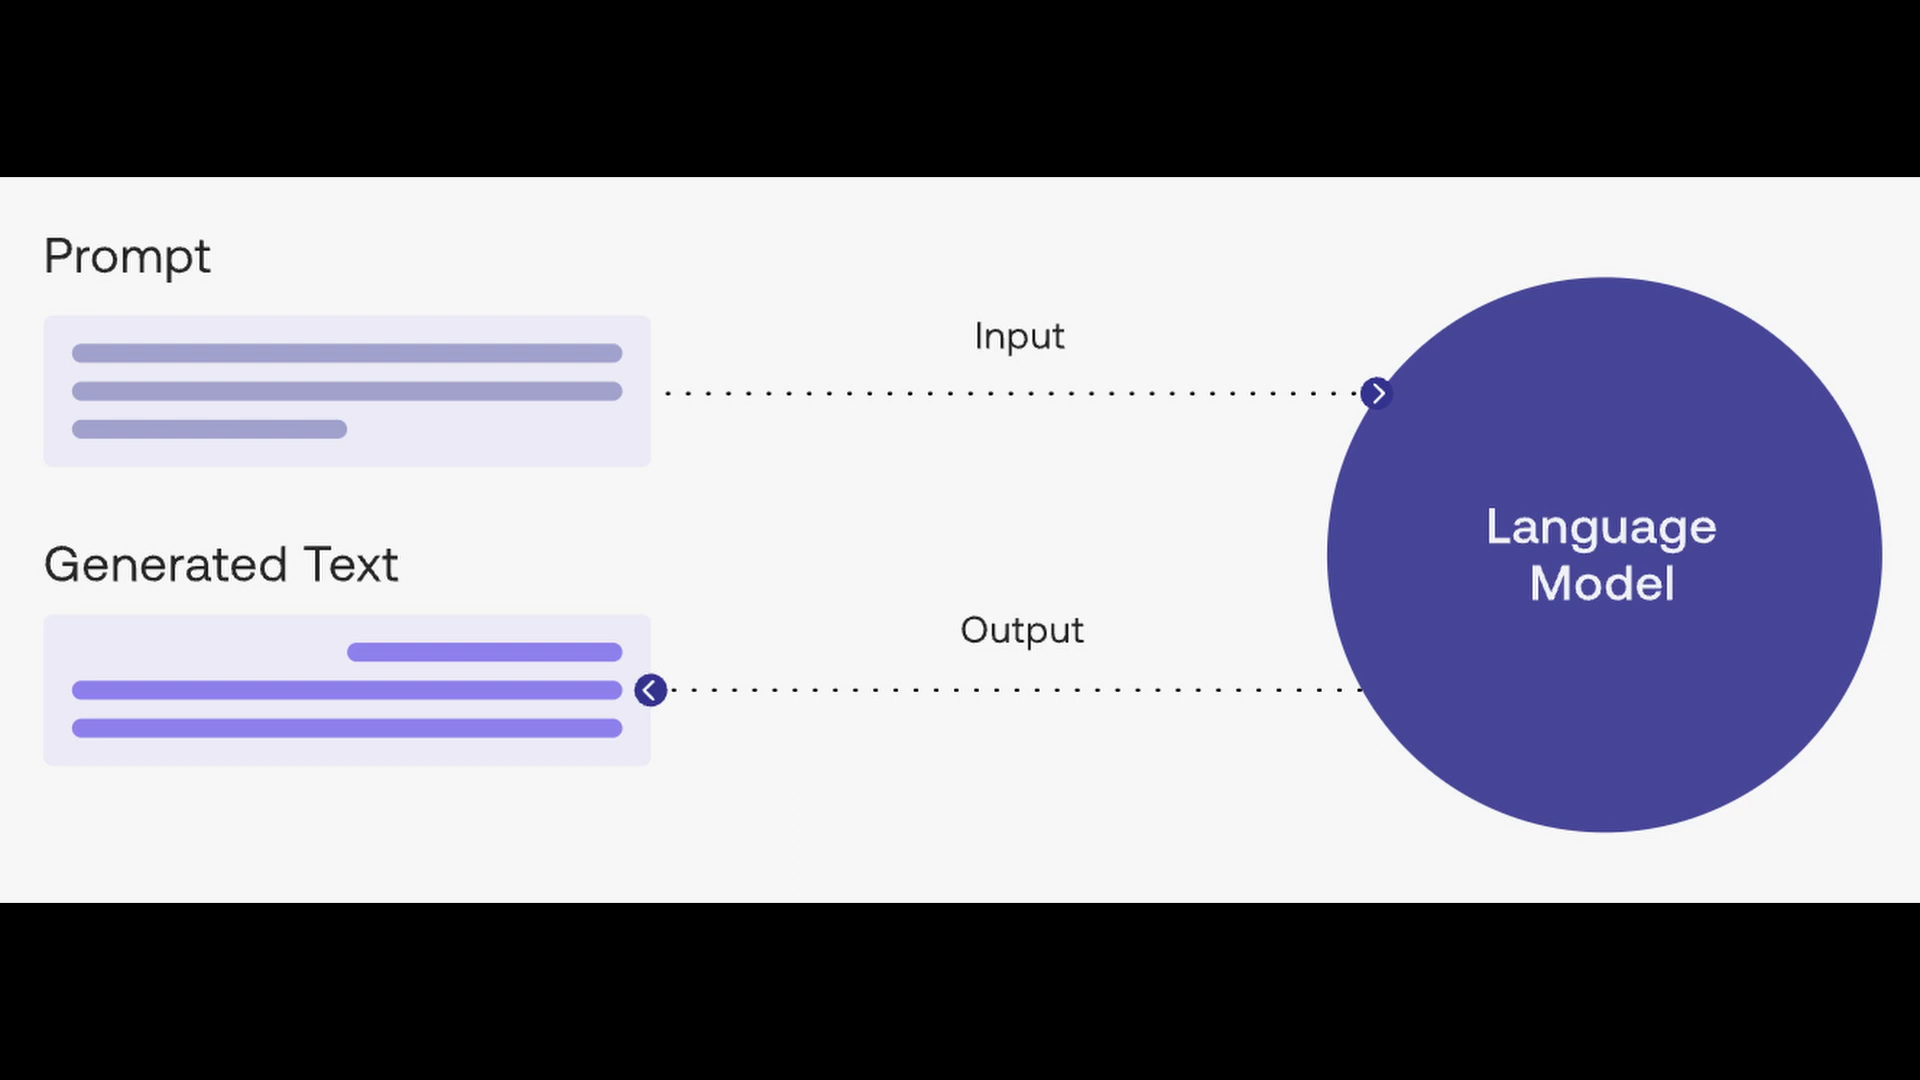 Prompt
Input
Language
Model
Generated Text
Output